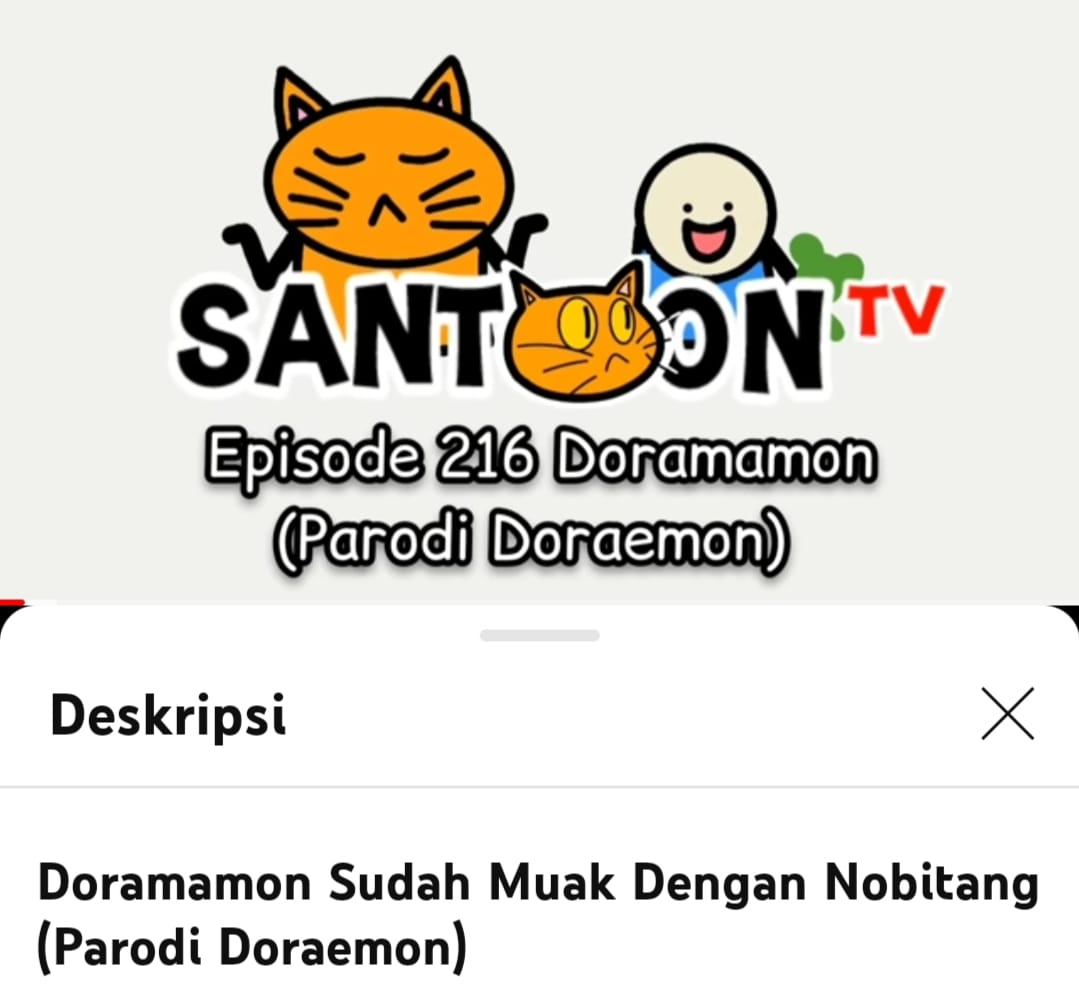 SANTOON TV
Episode 216 Doramamon
(Parodi Doraemon)
Deskripsi
Doramamon Sudah Muak Dengan Nobitang
(Parodi Doraemon)